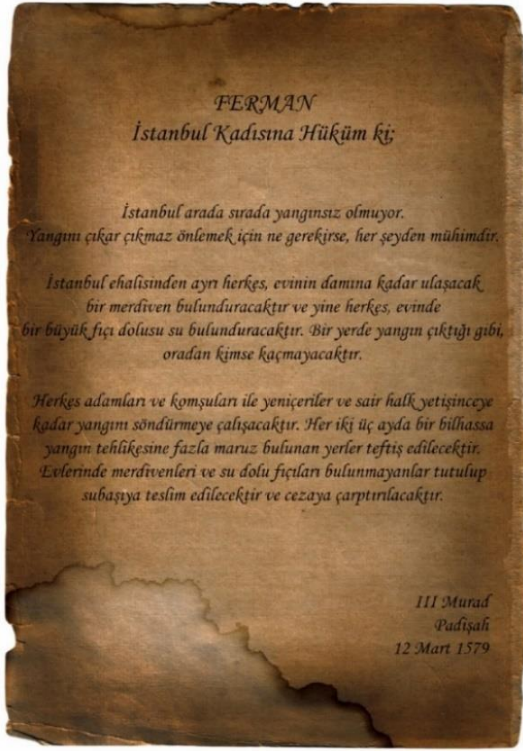 FERMAN
İstanbul Kadısına Hüküm ki;
İstanbul arada sırada yangınsız olmuyor.
Yangını çıkar çıkmaz önlemek için ne gerekirse, her şeyden mühimdir.
İstanbul ehalisinden ayrı herkes, evinin damına kadar ulaşacak
bir merdiven bulunduracaktır ve yine herkes, evinde
bir büyük fıçı dolusu su bulunduracaktır. Bir yerde yangın çıktığı gibi,
oradan kimse kaçmayacaktır.
Herkes adamları ve komşuları ile yeniçeriler ve sair halk yetişinceye
kadar yangını söndürmeye çalışacaktır. Her iki üç ayda bir bilhassa
yangın tehlikesine fazla maruz bulunan yerler teftiş edilecektir.
Evlerinde merdivenleri ve su dolu fıçıları bulunmayanlar tutulup
subaşıya teslim edilecektir ve cezaya çarptırılacaktır.
III Murad
Padişah
12 Mart 1579